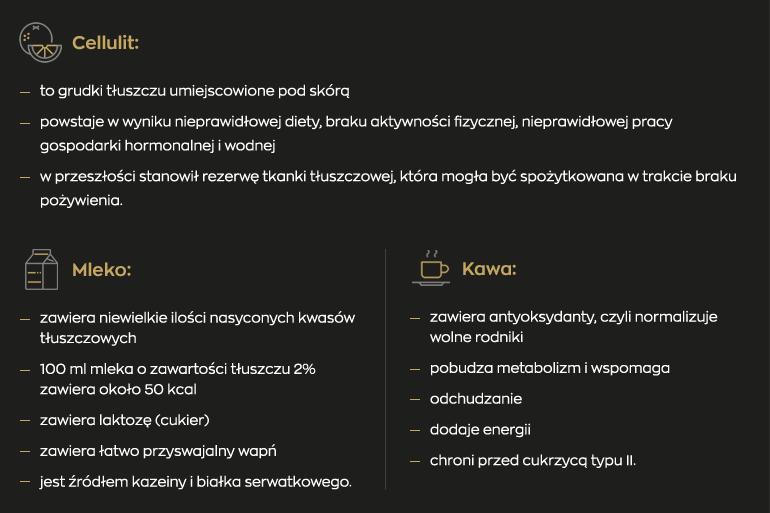 Cellulit:
— to grudki tłuszczu umiejscowione pod skórą
— powstaje w wyniku nieprawidłowej diety, braku aktywności fizycznej, nieprawidłowej pracy
gospodarki hormonalnej i wodnej
— w przeszłości stanowił rezerwę tkanki tłuszczowej, która mogła być spożytkowana w trakcie braku
pożywienia.
Mleko:
— zawiera niewielkie ilości nasyconych kwasów
tłuszczowych
— 100 ml mleka o zawartości tłuszczu 2%
zawiera około 50 kcal
— zawiera laktozę (cukier)
— zawiera łatwo przyswajalny wapń
— jest źródłem kazeiny i białka serwatkowego.
Kawa:
— zawiera antyoksydanty, czyli normalizuje
wolne rodniki
— pobudza metabolizm i wspomaga
— odchudzanie
— dodaje energii
— chroni przed cukrzycą typu II.